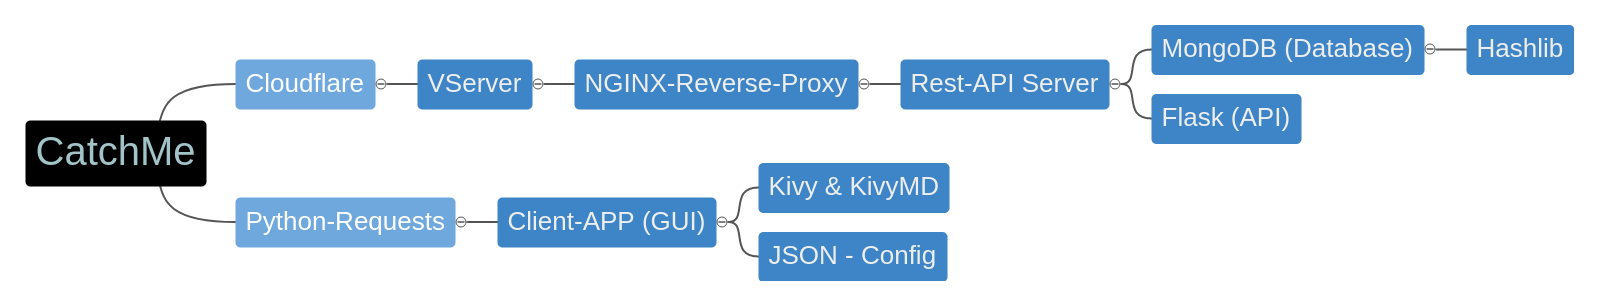 CatchMe
Cloudflare
VServer
NGINX-Reverse-Proxy
Rest-API Server
MongoDB (Database)
Hashlib
Flask (API)
Python-Requests
Client-APP (GUI)
Kivy & KivyMD
JSON - Config